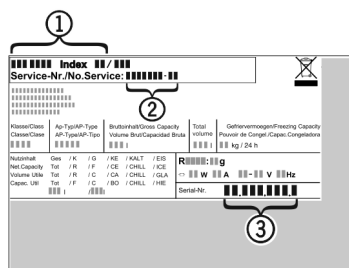 1
Index /
Service-Nr./No.Service: -
2
Klasse/Class Ap-Typ/AP-Type Bruttoinhalt/Gross Capacity Total Gefriervermoegen/Freezing Capacity
Classe/Clase AP-Type/AP-Tipo Volume Brut/Capacidad Bruta volume Pouvoir de Congel./Capac.Congeladora
l l kg / 24 h
Nutzinhalt Ges / K / G / KE / KALT / EIS
Net.Capacity Tot / R / F / CE / CHILL / ICE
Volume Utile Tot / R / C / CA / CHILL / GLA
Capac. Util Tot / F / C / BO / CHILL / HIE
l / l
R : g
W A - V Hz
Serial-Nr. . . .
3